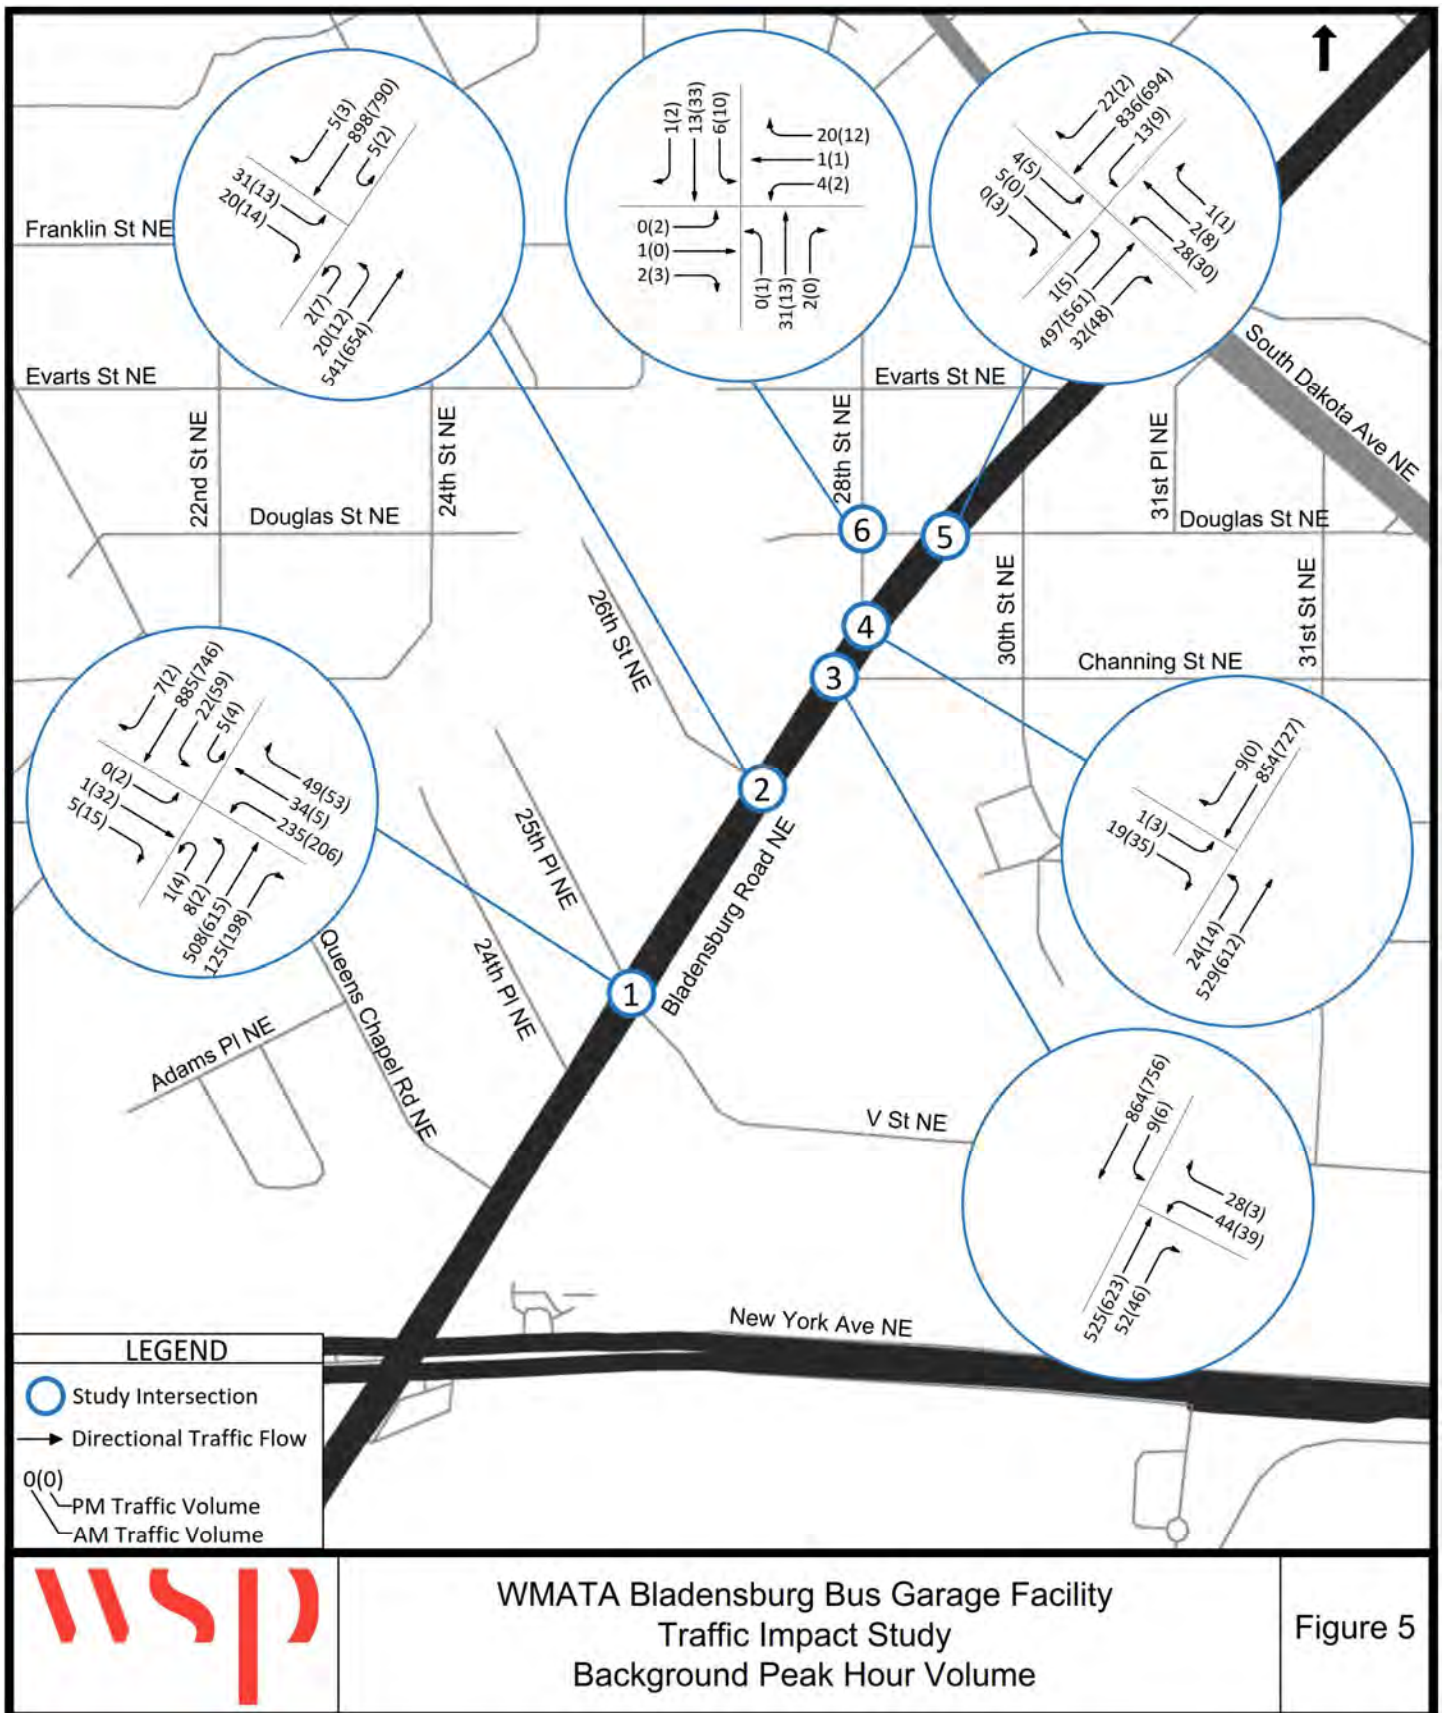 5(3)
898(790)
5(2)
31(13)
20(14)
2(7)
20(12)
541(654)
1(2)
13(33)
6(10)
20(12)
1(1)
4(2)
0(2)
1(0)
2(3)
0(1)
31(13)
2(0)
22(2)
836(694)
13(9)
4(5)
5(0)
0(3)
1(1)
2(8)
28(30)
1(5)
497(561)
32(48)
Franklin St NE
Evarts St NE
Evarts St NE
South Dakota Ave NE
22nd St NE
24th St NE
28th St NE
31st Pl NE
Douglas St NE
Douglas St NE
6
5
4
3
2
1
26th St NE
30th St NE
31st St NE
Channing St NE
7(2)
885(746)
22(59)
5(4)
0(2)
1(32)
5(15)
49(53)
34(5)
235(206)
1(4)
8(2)
508(615)
125(198)
9(0)
854(727)
1(3)
19(35)
24(14)
529(612)
25th Pl NE
24th Pl NE
Bladensburg Road NE
Queens Chapel Rd NE
Adams Pl NE
V St NE
864(756)
9(6)
28(3)
44(39)
525(623)
52(46)
New York Ave NE
LEGEND
Study Intersection
Directional Traffic Flow
0(0)
PM Traffic Volume
AM Traffic Volume
wsp
WMATA Bladensburg Bus Garage Facility
Traffic Impact Study
Background Peak Hour Volume
Figure 5